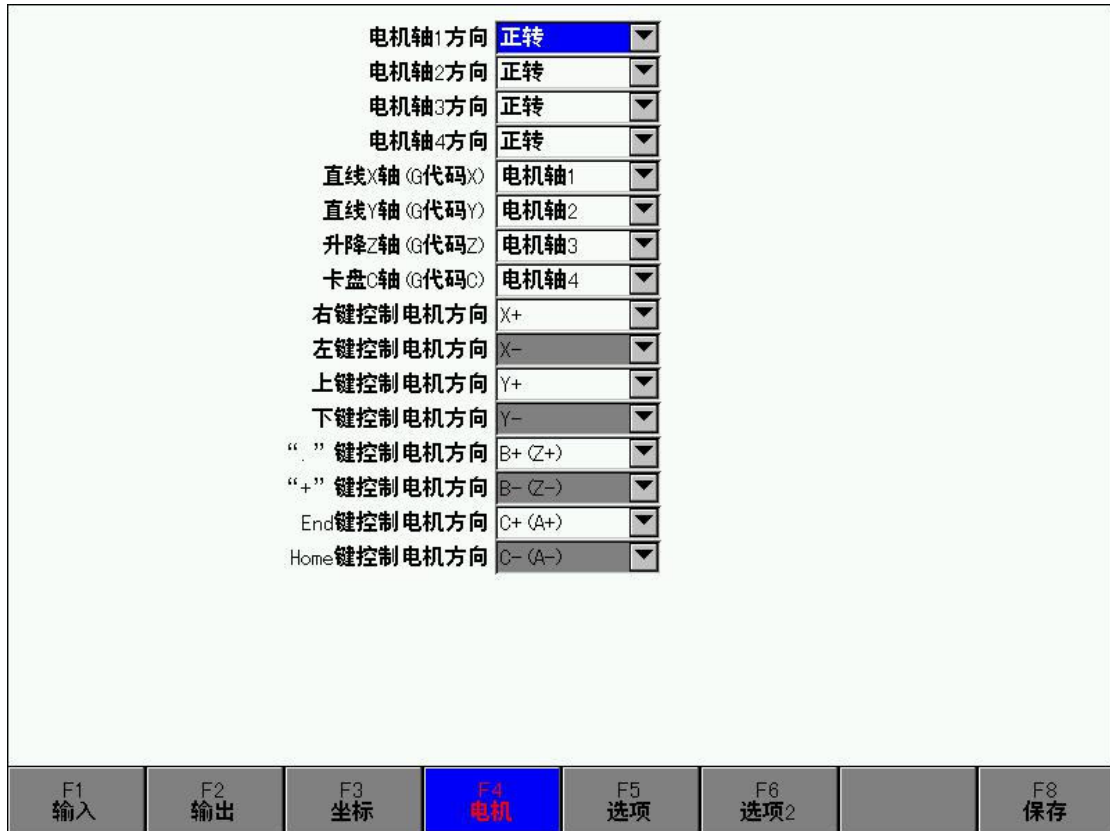 电机轴1方向 正转
电机轴2方向 正转
电机轴3方向 正转
电机轴4方向 正转
直线X轴(G代码X) 电机轴1
直线Y轴(G代码Y) 电机轴2
升降Z轴(G代码Z) 电机轴3
卡盘C轴(G代码C) 电机轴4
右键控制电机方向 X+
左键控制电机方向 X-
上键控制电机方向 Y+
下键控制电机方向 Y-
“.”键控制电机方向 B+(Z+)
“+”键控制电机方向 B-(Z-)
End键控制电机方向 C+(A+)
Home键控制电机方向 C-(A-)
F1 F2 F3 F4 F5 F6 F8
输入 输出 坐标 电机 选项 选项2 保存